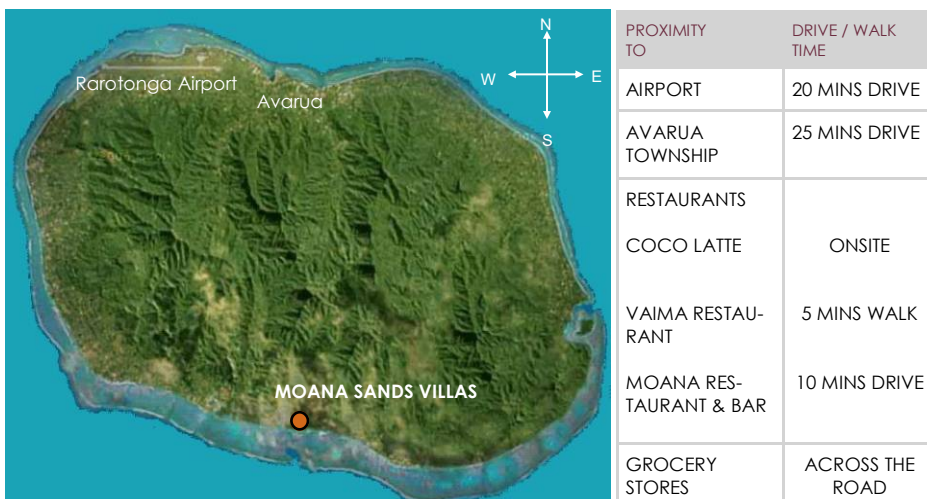 N
W E
S
Rarotonga Airport
Avarua
MOANA SANDS VILLAS
PROXIMITY
TO
DRIVE / WALK
TIME
AIRPORT
20 MINS DRIVE
AVARUA
TOWNSHIP
25 MINS DRIVE
RESTAURANTS
COCO LATTE
ONSITE
VAIMA RESTAU-
RANT
5 MINS WALK
MOANA RES-
TAURANT & BAR
10 MINS DRIVE
GROCERY
STORES
ACROSS THE
ROAD